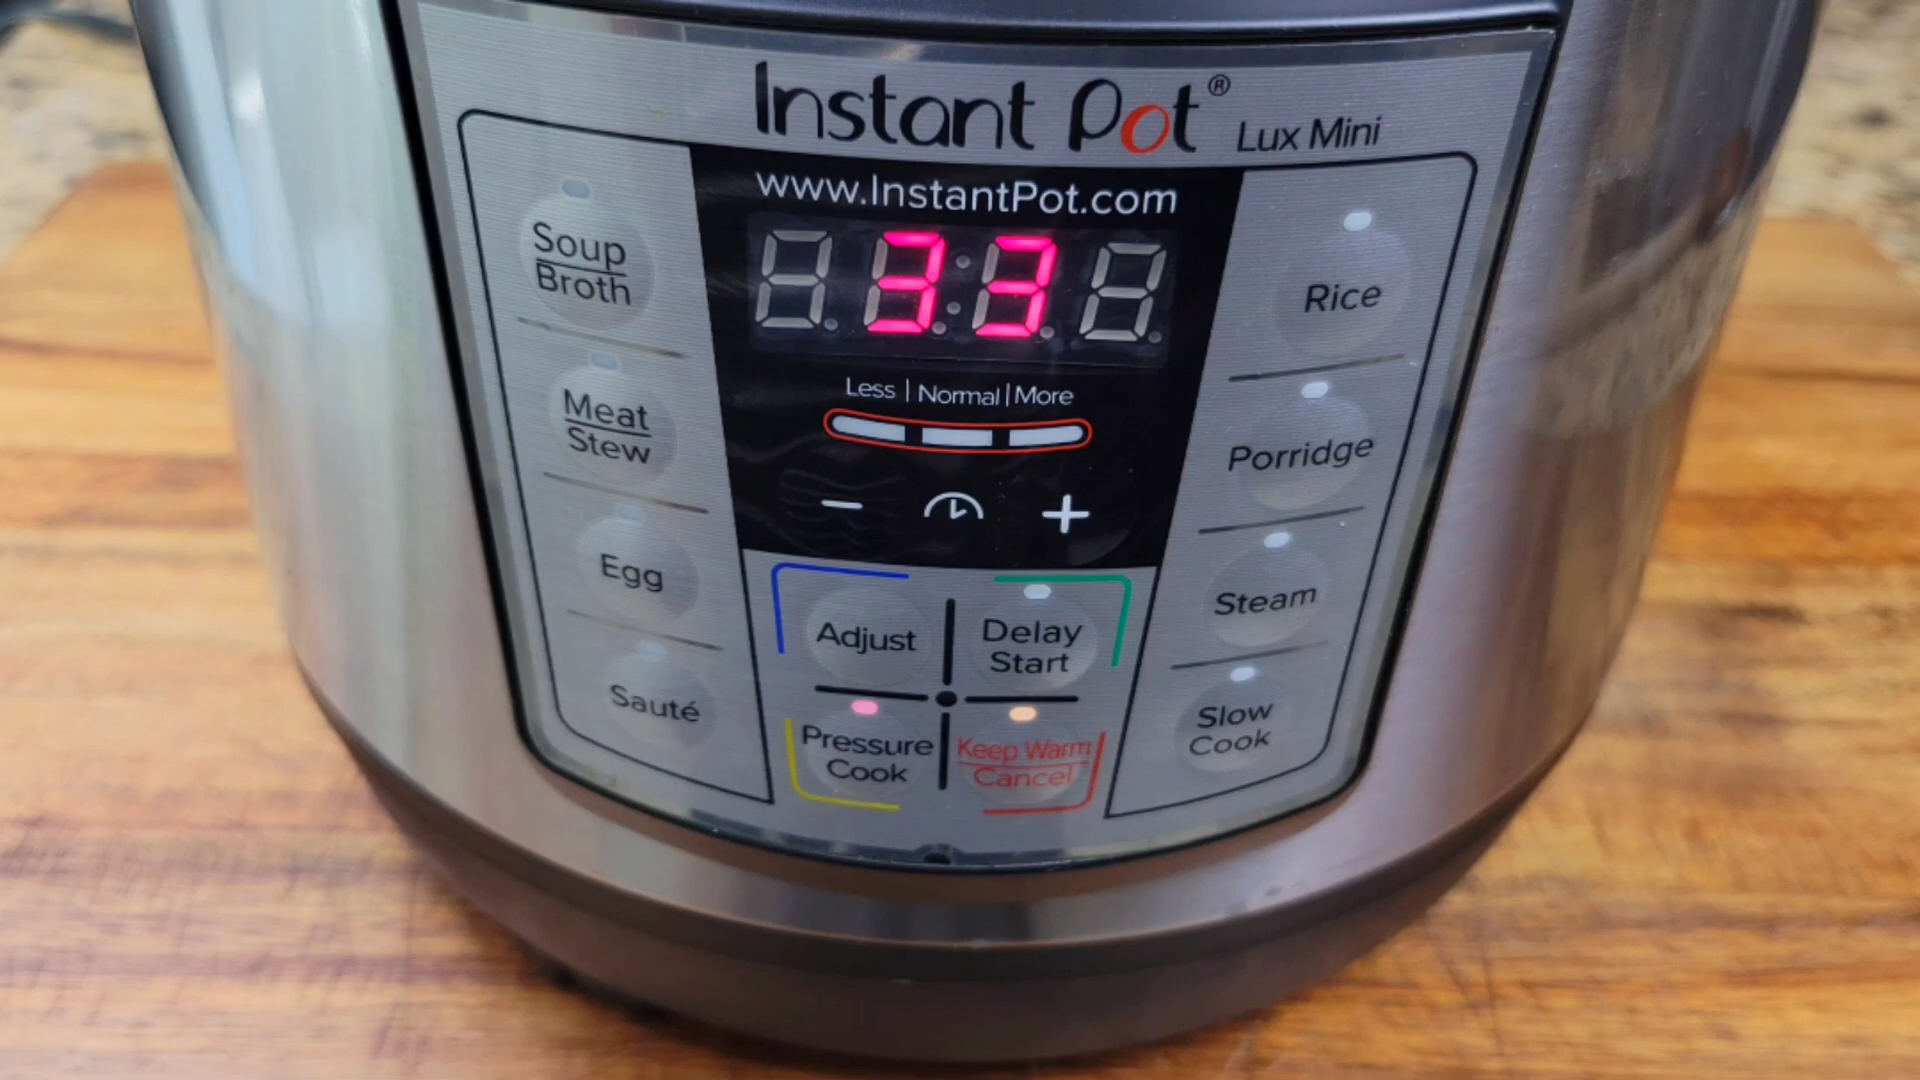 Instant Pot® Lux Mini
www.InstantPot.com
33
Less | Normal | More
- +
Soup
Broth
Meat
Stew
Egg
Sauté
Adjust
Delay
Start
Pressure
Cook
Keep Warm
Cancel
Rice
Porridge
Steam
Slow
Cook